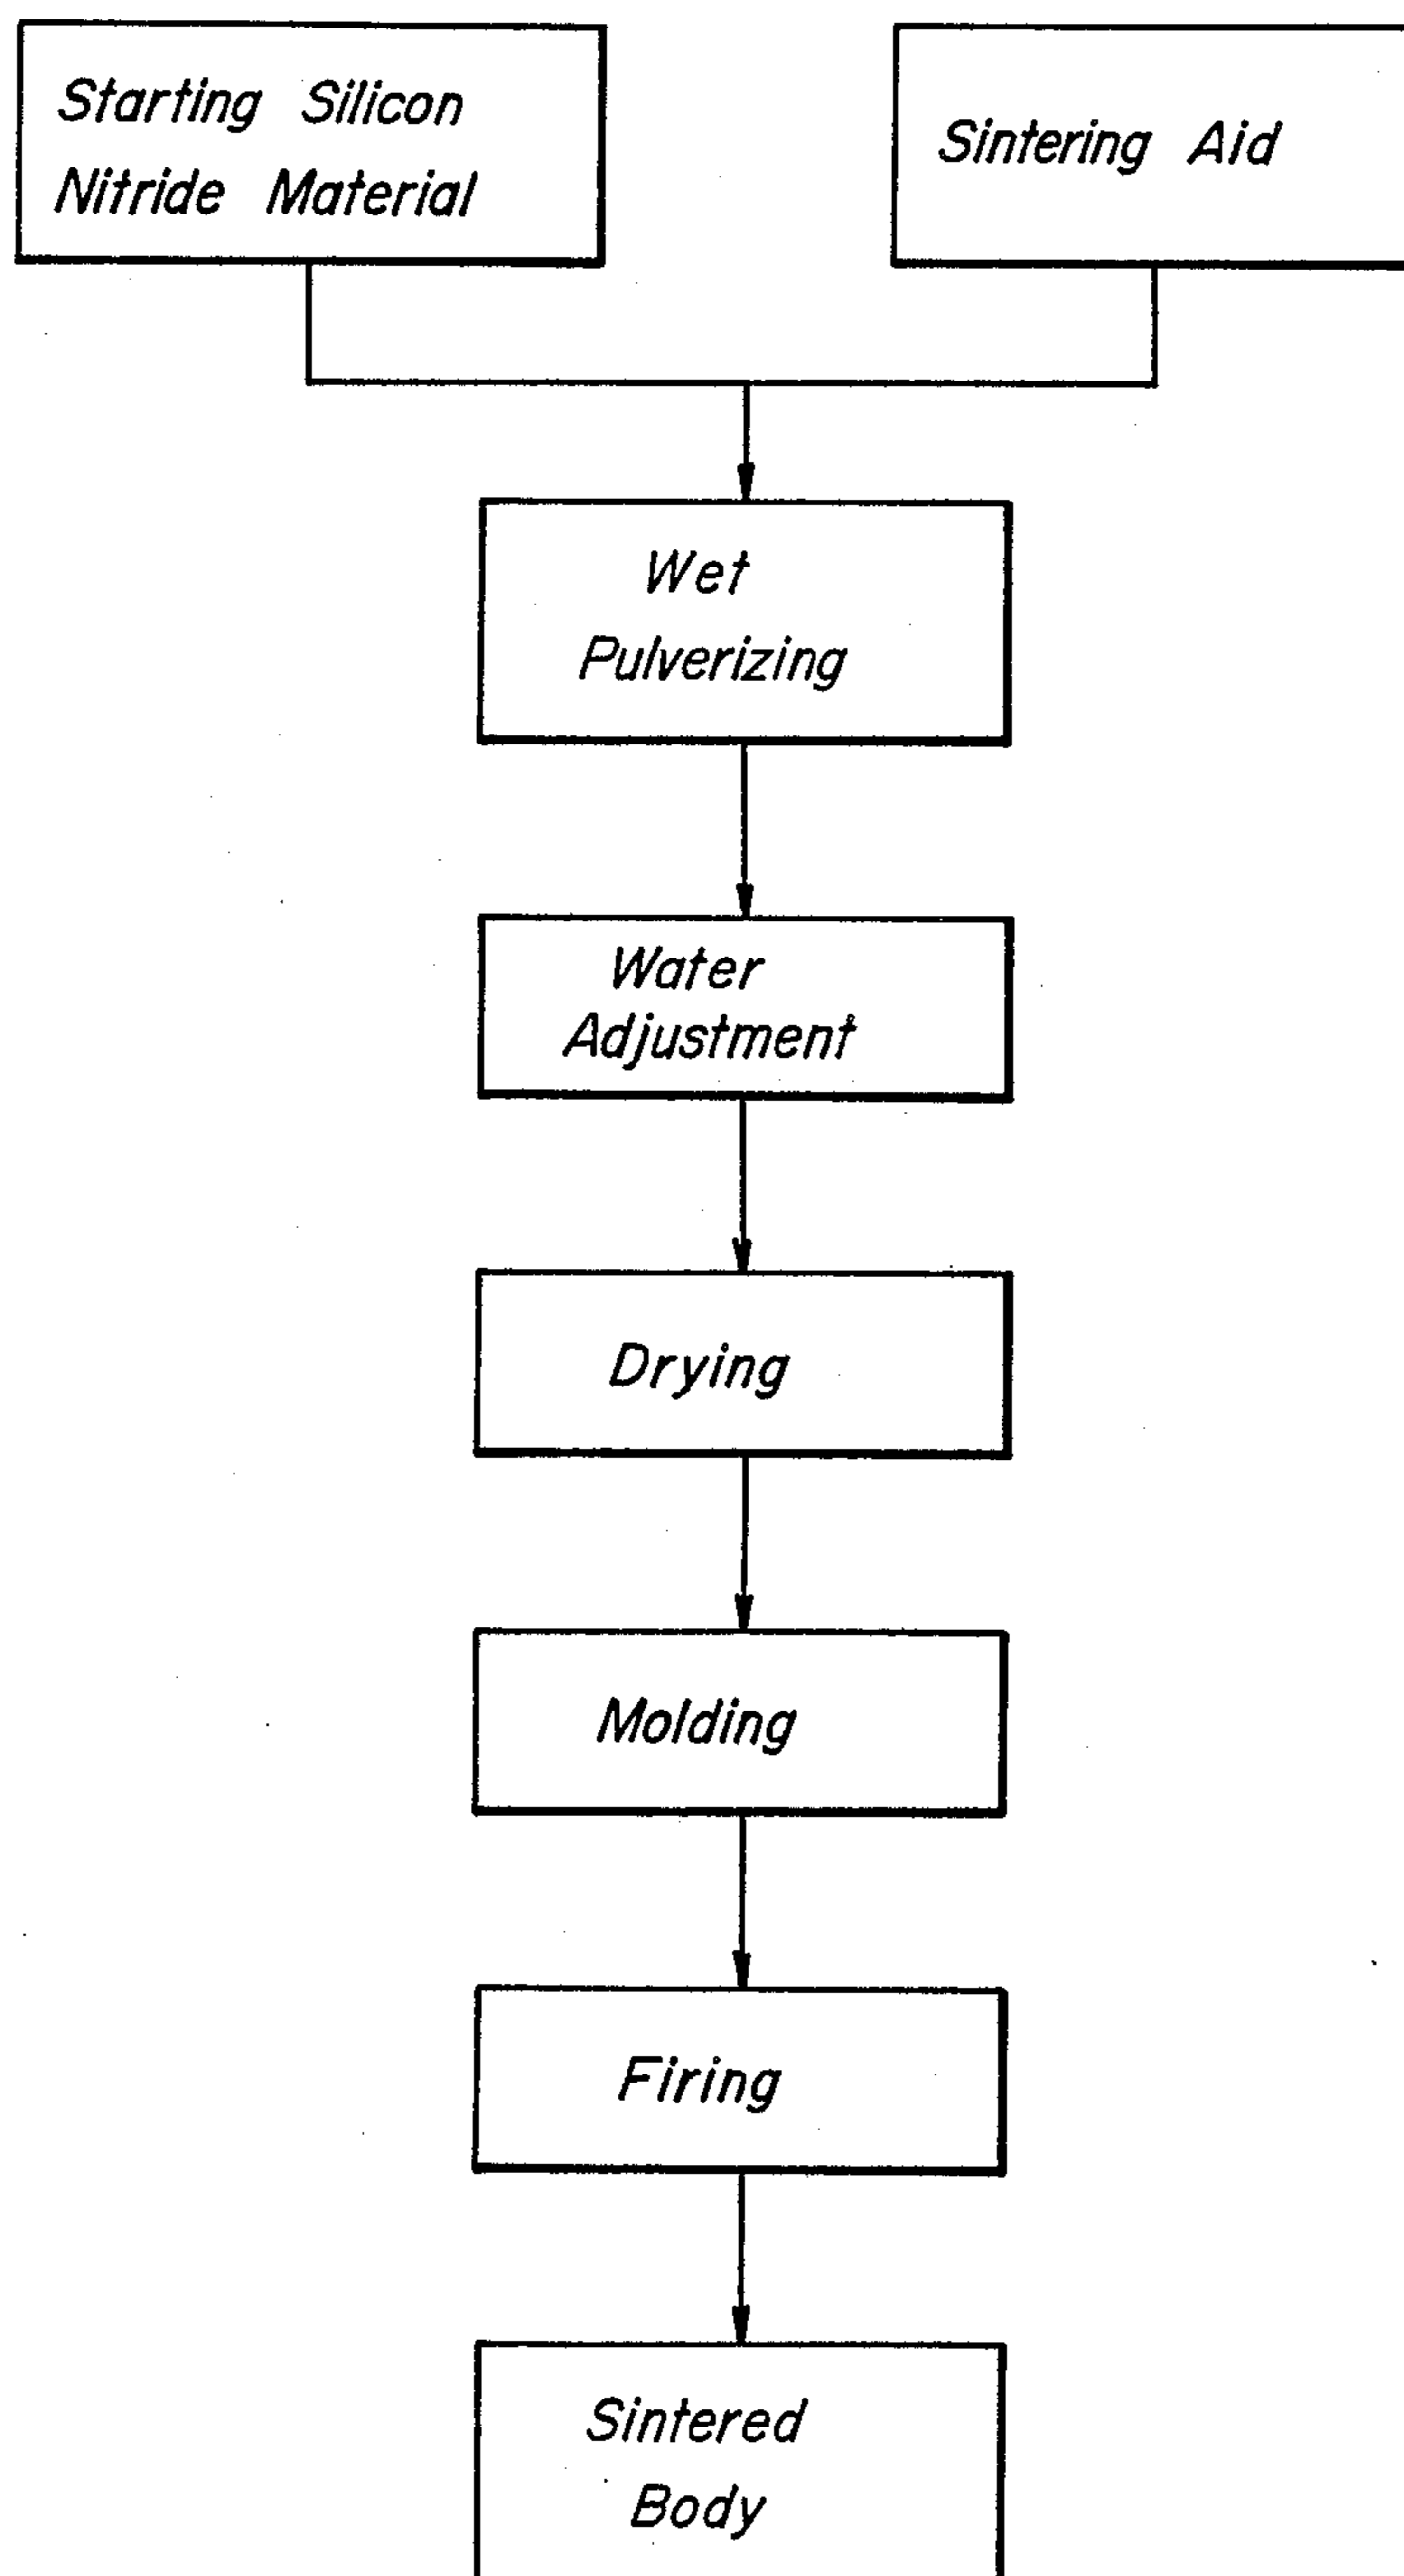 Starting Silicon
Nitride Material
Sintering Aid
Wet
Pulverizing
Water
Adjustment
Drying
Molding
Firing
Sintered
Body